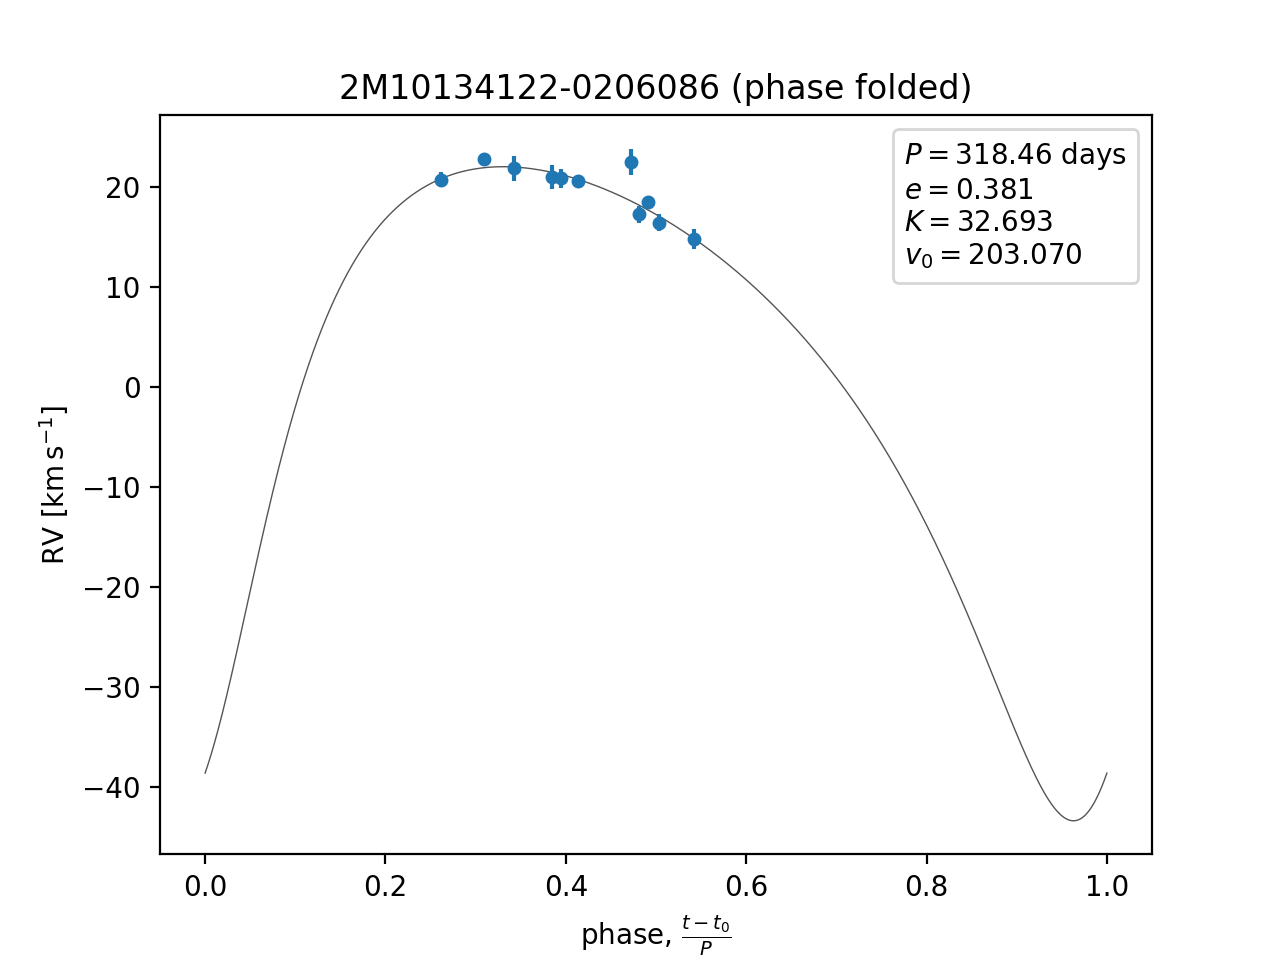 2M10134122-0206086 (phase folded)
P = 318.46 days
e = 0.381
K = 32.693
v₀ = 203.070
RV [km s⁻¹]
20
10
0
−10
−20
−30
−40
0.0 0.2 0.4 0.6 0.8 1.0
phase, (t − t₀)/P